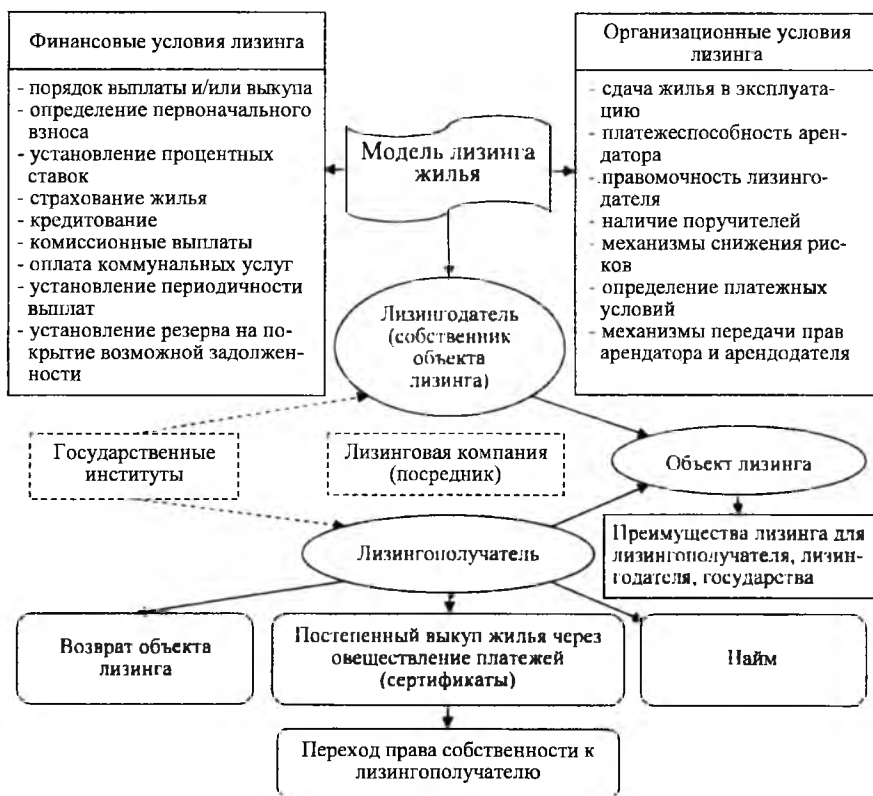 Финансовые условия лизинга
- порядок выплаты и/или выкупа
- определение первоначального
взноса
- установление процентных
ставок
- страхование жилья
- кредитование
- комиссионные выплаты
- оплата коммунальных услуг
- установление периодичности
выплат
- установление резерва на по-
крытие возможной задолжен-
ности
Модель лизинга
жилья
Организационные условия
лизинга
- сдача жилья в эксплуата-
цию
- платежеспособность арен-
датора
- правомочность лизинго-
дателя
- наличие поручителей
- механизмы снижения рис-
ков
- определение платежных
условий
- механизмы передачи прав
арендатора и арендодателя
Лизингодатель
(собственник
объекта
лизинга)
Государственные
институты
Лизинговая компания
(посредник)
Объект лизинга
Лизингополучатель
Преимущества лизинга для
лизингополучателя, лизин-
годателя, государства
Возврат объекта
лизинга
Постепенный выкуп жилья через
овеществление платежей
(сертификаты)
Найм
Переход права собственности к
лизингополучателю